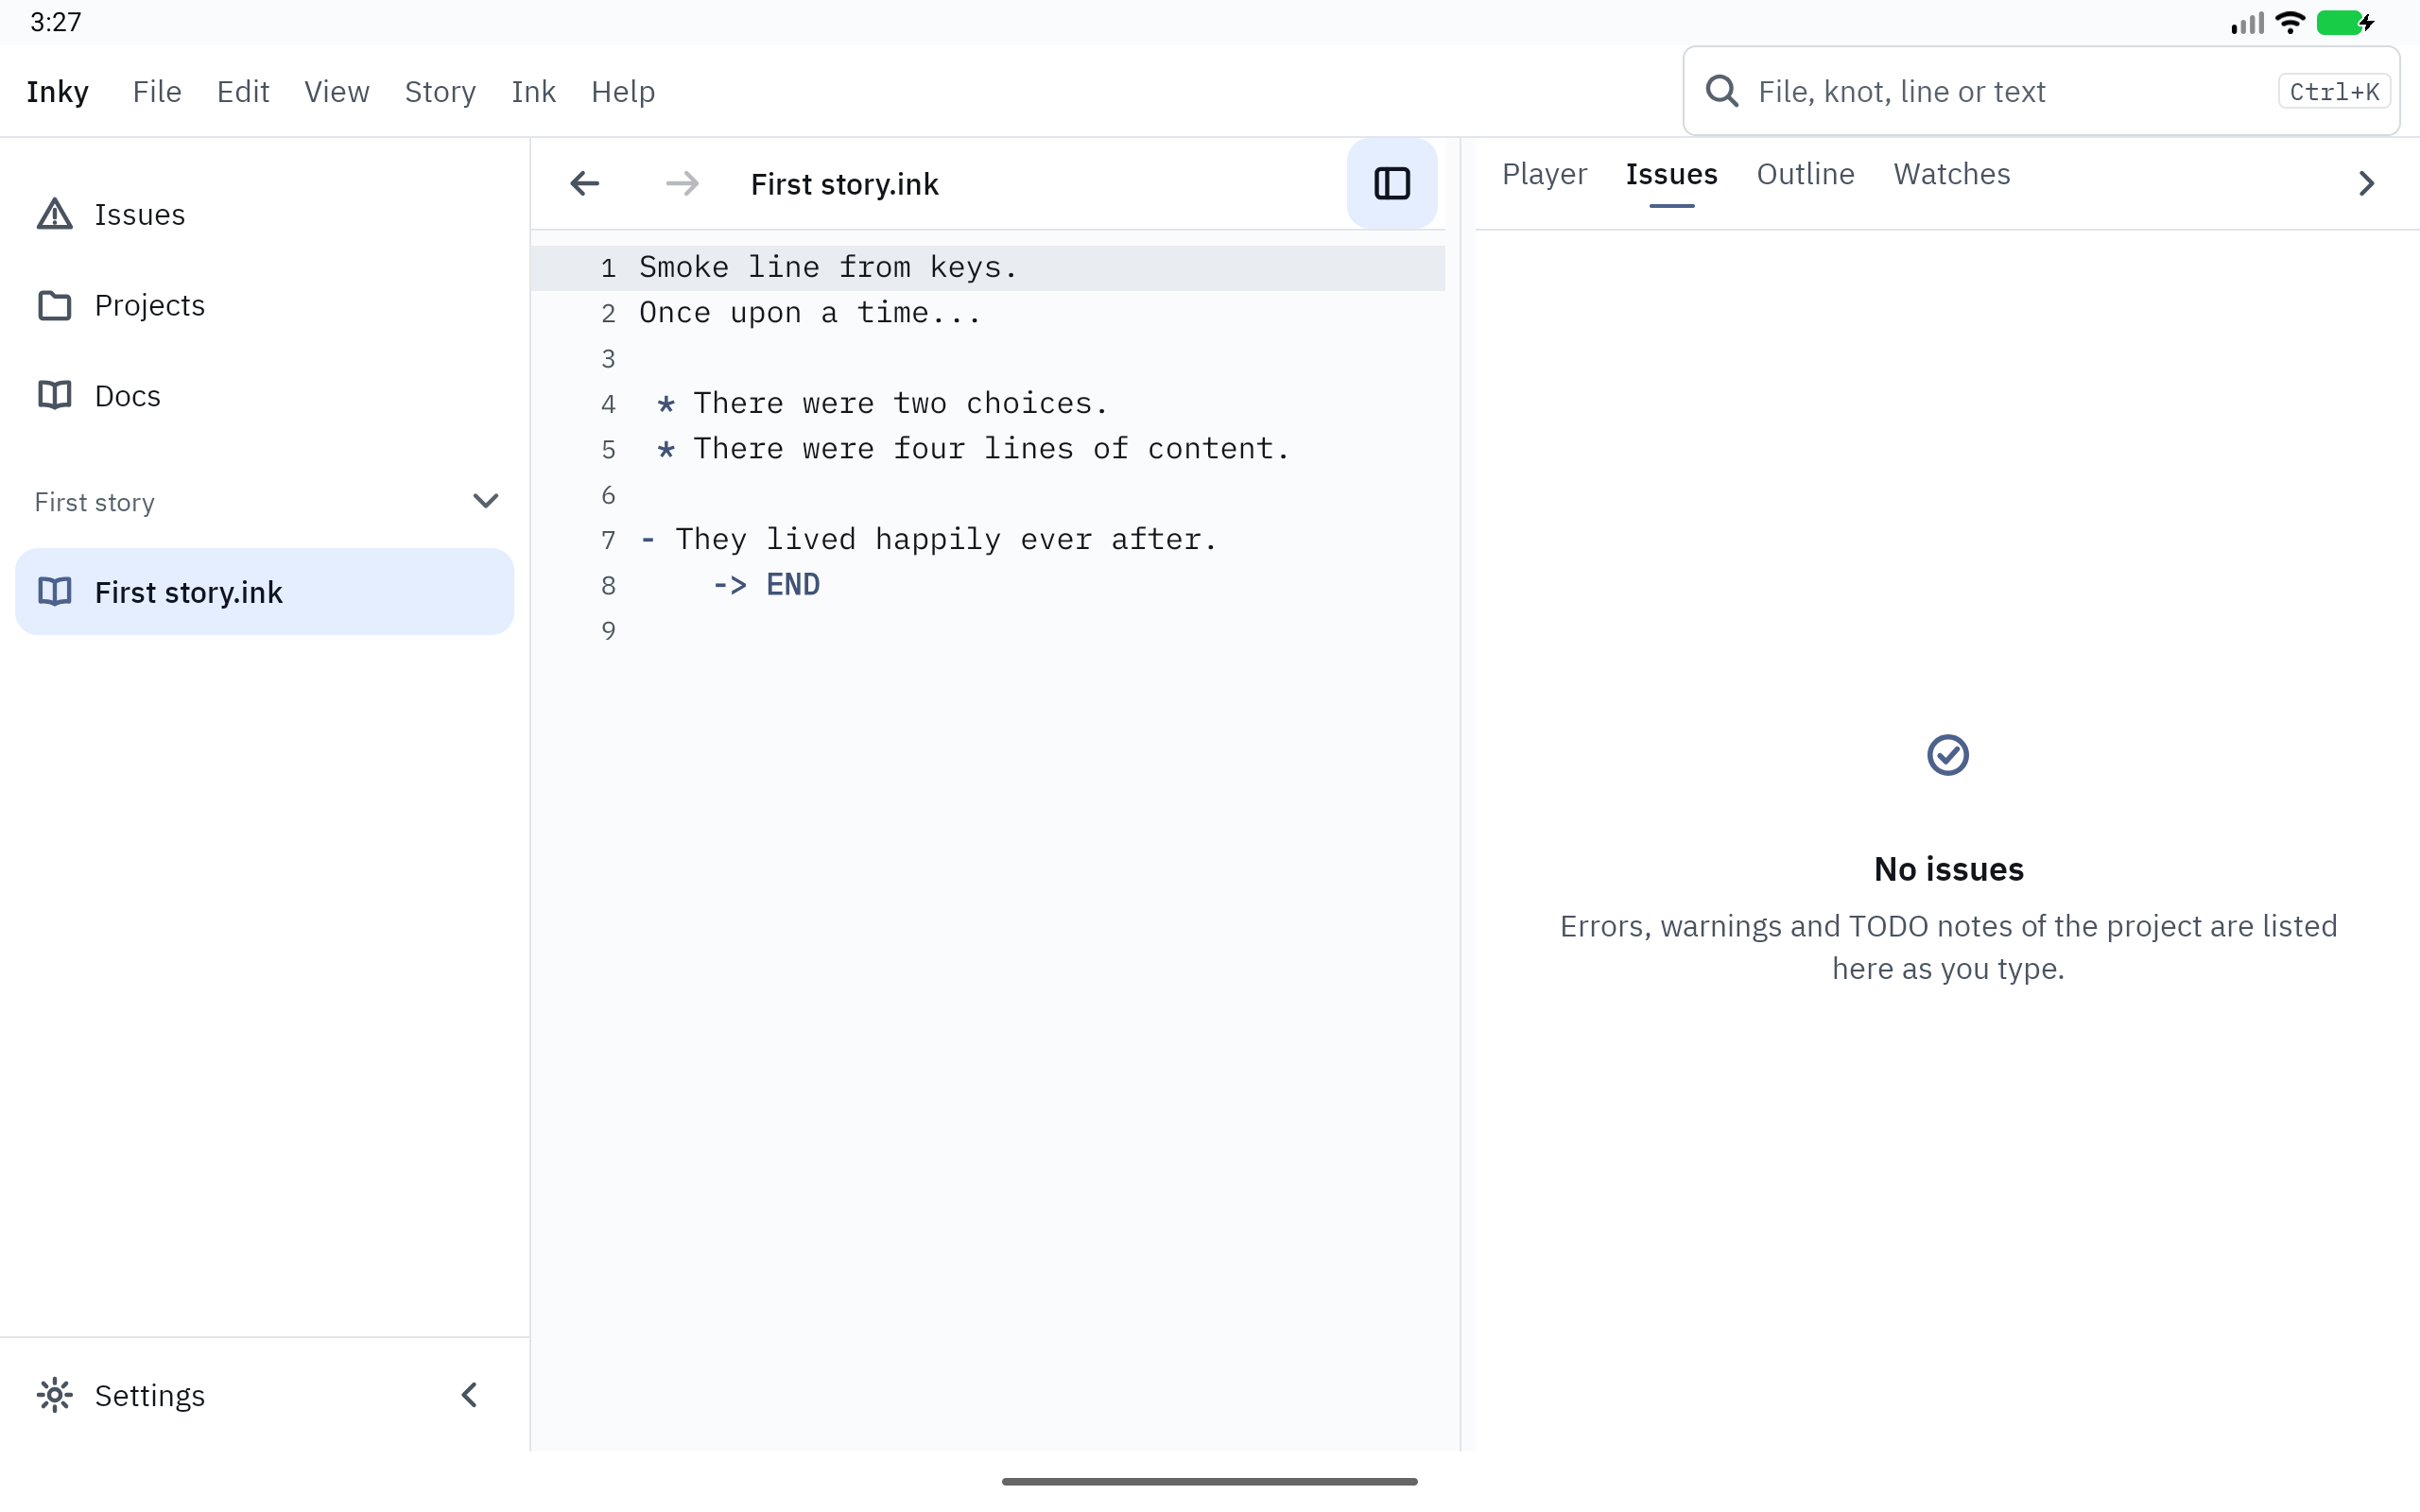 3:27
Inky File Edit View Story Ink Help
File, knot, line or text Ctrl+K
Issues
Projects
Docs
First story
First story.ink
Settings
First story.ink
1 Smoke line from keys.
2 Once upon a time...
3
4 * There were two choices.
5 * There were four lines of content.
6
7 - They lived happily ever after.
8 -> END
9
Player Issues Outline Watches
No issues
Errors, warnings and TODO notes of the project are listed
here as you type.